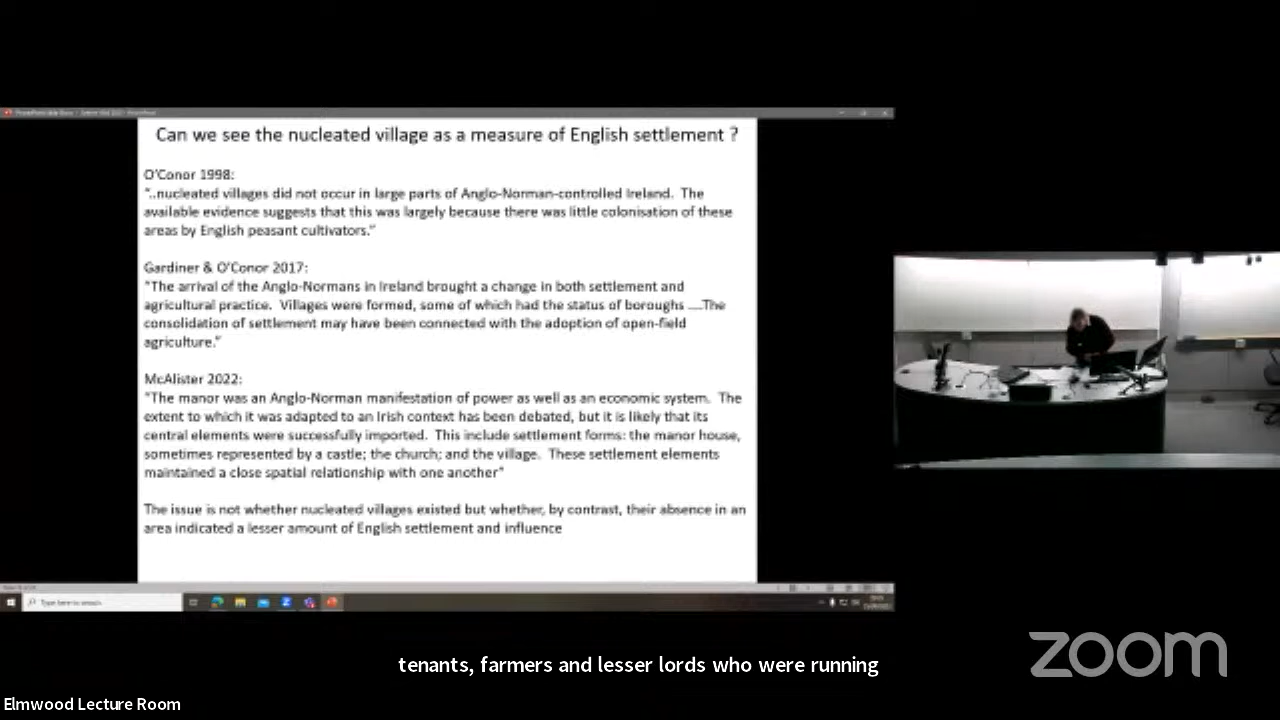 Can we see the nucleated village as a measure of English settlement ?
O'Conor 1998:
"..nucleated villages did not occur in large parts of Anglo-Norman-controlled Ireland. The
available evidence suggests that this was largely because there was little colonisation of these
areas by English peasant cultivators."
Gardiner & O'Conor 2017:
"The arrival of the Anglo-Normans in Ireland brought a change in both settlement and
agricultural practice. Villages were formed, some of which had the status of boroughs ....The
consolidation of settlement may have been connected with the adoption of open-field
agriculture."
McAlister 2022:
"The manor was an Anglo-Norman manifestation of power as well as an economic system. The
extent to which it was adapted to an Irish context has been debated, but it is likely that its
central elements were successfully imported. This include settlement forms: the manor house,
sometimes represented by a castle; the church; and the village. These settlement elements
maintained a close spatial relationship with one another"
The issue is not whether nucleated villages existed but whether, by contrast, their absence in an
area indicated a lesser amount of English settlement and influence
Type here to search
tenants, farmers and lesser lords who were running
zoom
Elmwood Lecture Room